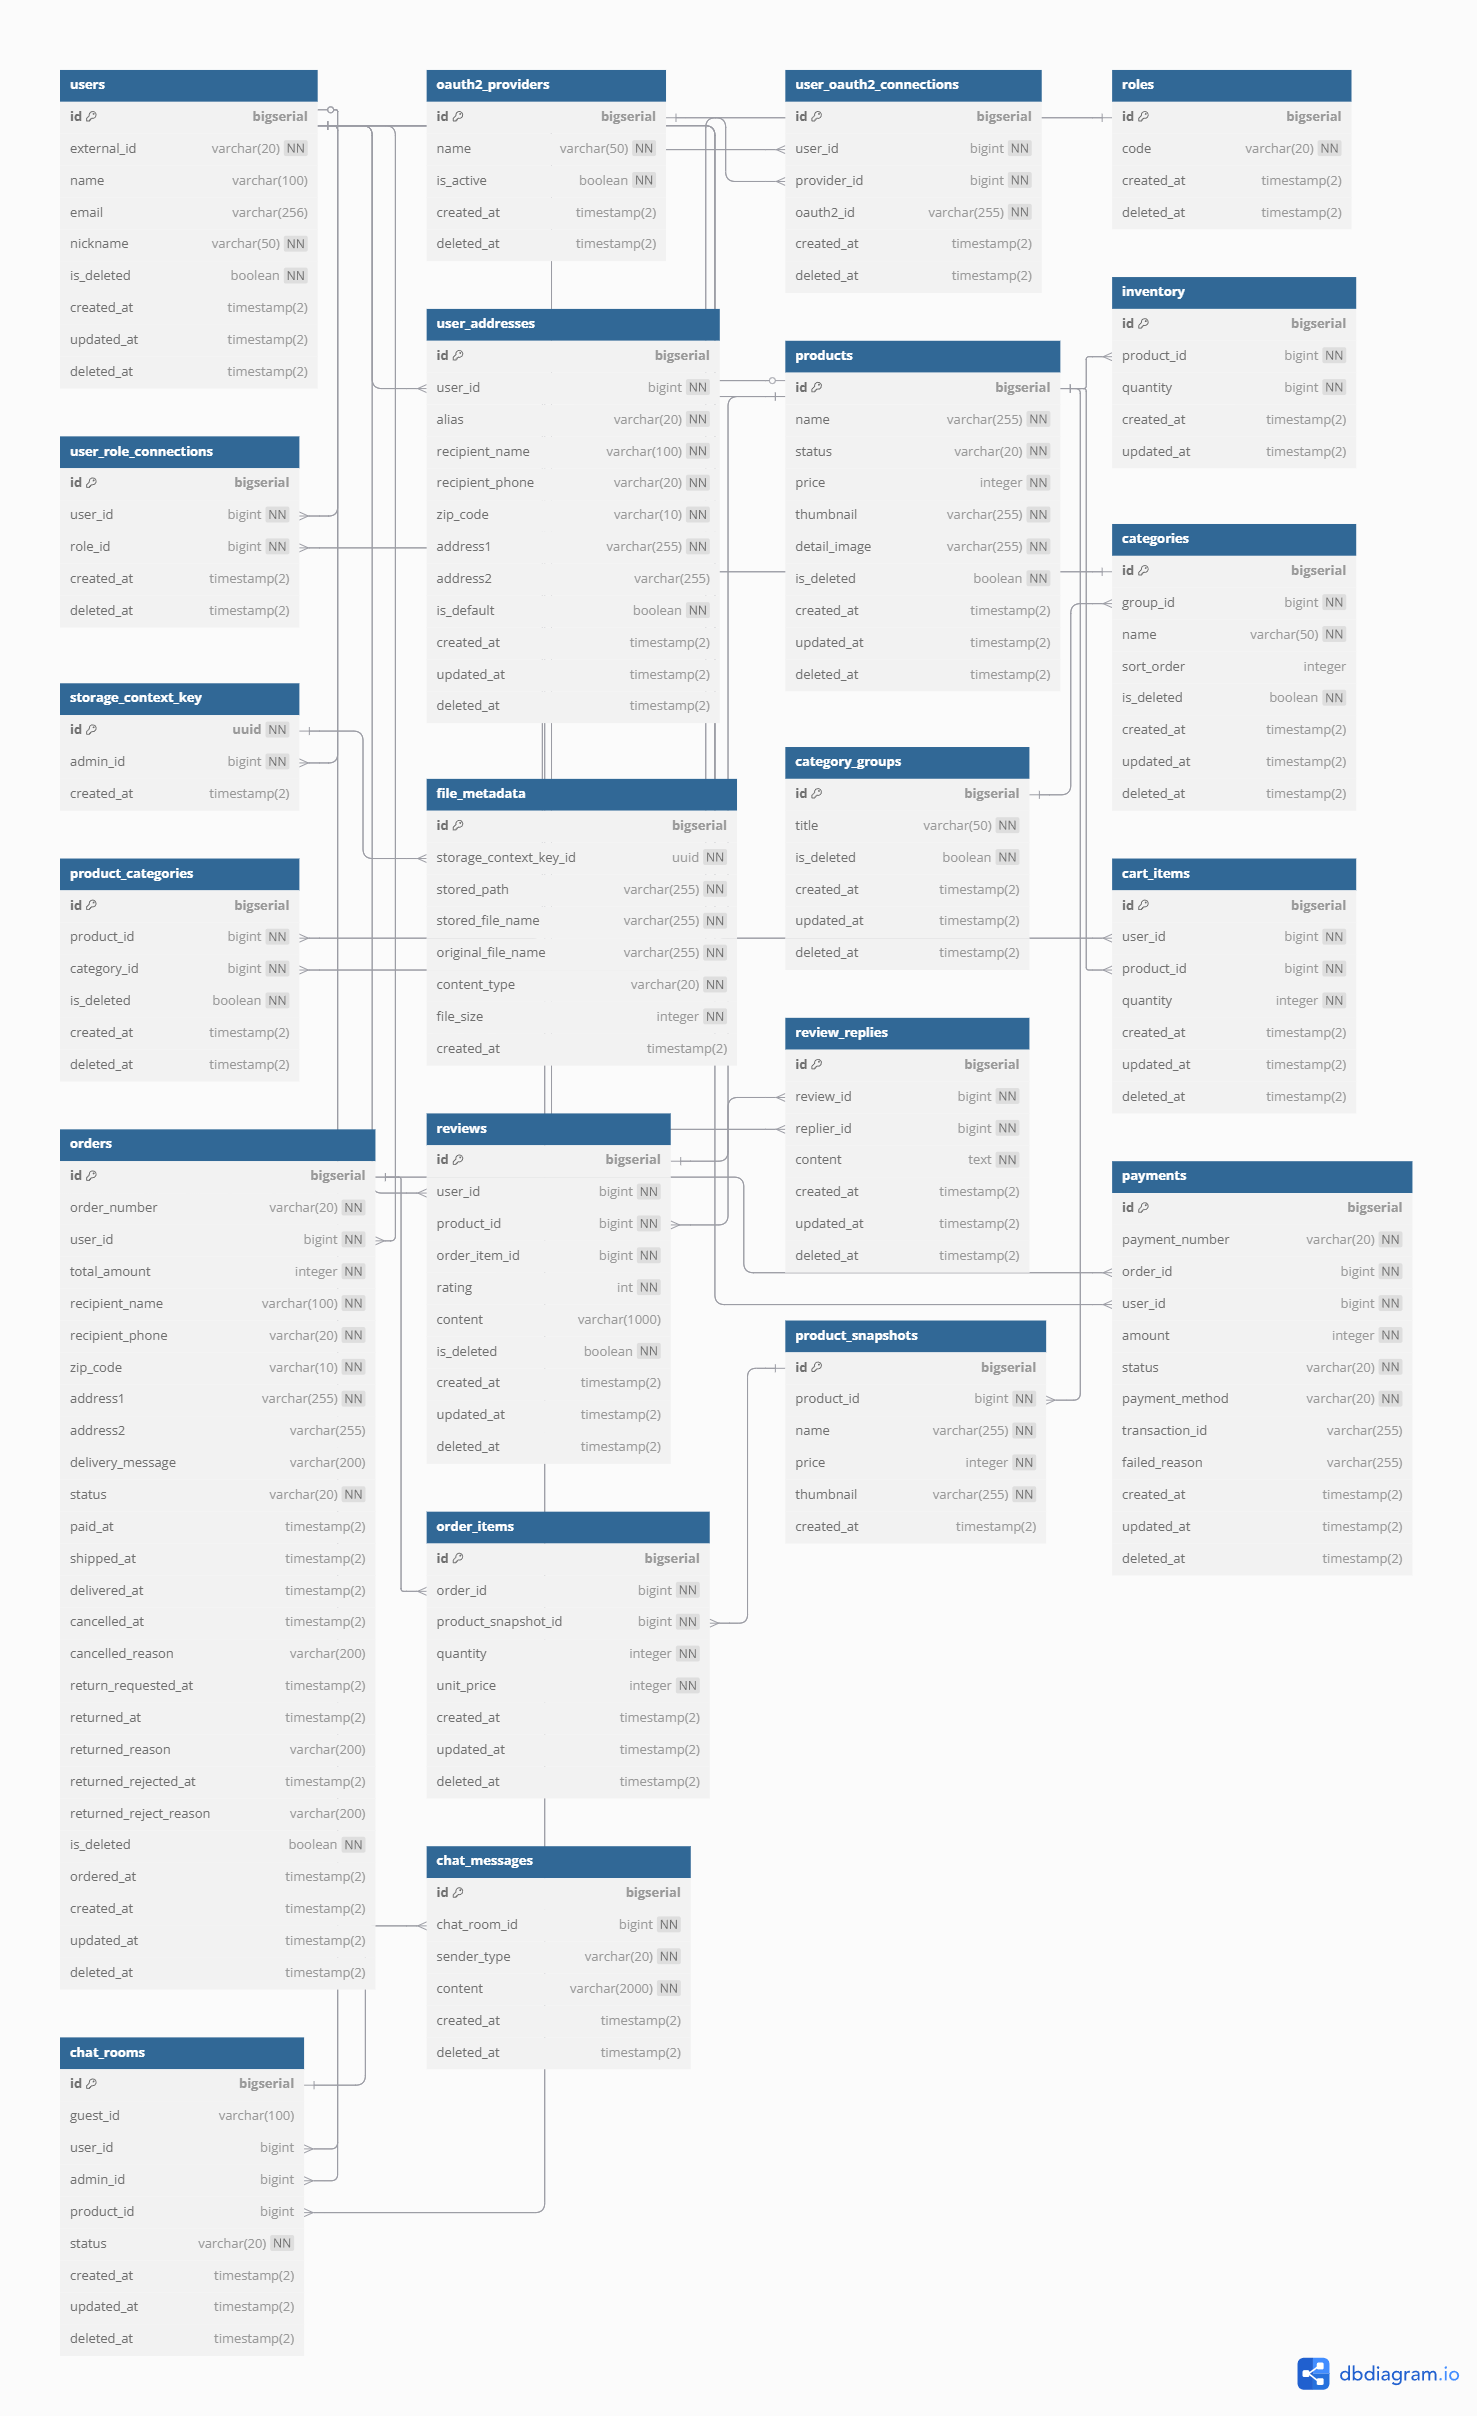 users
id bigserial
external_id varchar(20) NN
name varchar(100)
email varchar(256)
nickname varchar(50) NN
is_deleted boolean NN
created_at timestamp(2)
updated_at timestamp(2)
deleted_at timestamp(2)
user_role_connections
id bigserial
user_id bigint NN
role_id bigint NN
created_at timestamp(2)
deleted_at timestamp(2)
storage_context_key
id uuid NN
admin_id bigint NN
created_at timestamp(2)
product_categories
id bigserial
product_id bigint NN
category_id bigint NN
is_deleted boolean NN
created_at timestamp(2)
deleted_at timestamp(2)
orders
id bigserial
order_number varchar(20) NN
user_id bigint NN
total_amount integer NN
recipient_name varchar(100) NN
recipient_phone varchar(20) NN
zip_code varchar(10) NN
address1 varchar(255) NN
address2 varchar(255)
delivery_message varchar(200)
status varchar(20) NN
paid_at timestamp(2)
shipped_at timestamp(2)
delivered_at timestamp(2)
cancelled_at timestamp(2)
cancelled_reason varchar(200)
return_requested_at timestamp(2)
returned_at timestamp(2)
returned_reason varchar(200)
returned_rejected_at timestamp(2)
returned_reject_reason varchar(200)
is_deleted boolean NN
ordered_at timestamp(2)
created_at timestamp(2)
updated_at timestamp(2)
deleted_at timestamp(2)
chat_rooms
id bigserial
guest_id varchar(100)
user_id bigint
admin_id bigint
product_id bigint
status varchar(20) NN
created_at timestamp(2)
updated_at timestamp(2)
deleted_at timestamp(2)
oauth2_providers
id bigserial
name varchar(50) NN
is_active boolean NN
created_at timestamp(2)
deleted_at timestamp(2)
user_addresses
id bigserial
user_id bigint NN
alias varchar(20) NN
recipient_name varchar(100) NN
recipient_phone varchar(20) NN
zip_code varchar(10) NN
address1 varchar(255) NN
address2 varchar(255)
is_default boolean NN
created_at timestamp(2)
updated_at timestamp(2)
deleted_at timestamp(2)
file_metadata
id bigserial
storage_context_key_id uuid NN
stored_path varchar(255) NN
stored_file_name varchar(255) NN
original_file_name varchar(255) NN
content_type varchar(20) NN
file_size integer NN
created_at timestamp(2)
reviews
id bigserial
user_id bigint NN
product_id bigint NN
order_item_id bigint NN
rating int NN
content varchar(1000)
is_deleted boolean NN
created_at timestamp(2)
updated_at timestamp(2)
deleted_at timestamp(2)
order_items
id bigserial
order_id bigint NN
product_snapshot_id bigint NN
quantity integer NN
unit_price integer NN
created_at timestamp(2)
updated_at timestamp(2)
deleted_at timestamp(2)
chat_messages
id bigserial
chat_room_id bigint NN
sender_type varchar(20) NN
content varchar(2000) NN
created_at timestamp(2)
deleted_at timestamp(2)
user_oauth2_connections
id bigserial
user_id bigint NN
provider_id bigint NN
oauth2_id varchar(255) NN
created_at timestamp(2)
deleted_at timestamp(2)
products
id bigserial
name varchar(255) NN
status varchar(20) NN
price integer NN
thumbnail varchar(255) NN
detail_image varchar(255) NN
is_deleted boolean NN
created_at timestamp(2)
updated_at timestamp(2)
deleted_at timestamp(2)
category_groups
id bigserial
title varchar(50) NN
is_deleted boolean NN
created_at timestamp(2)
updated_at timestamp(2)
deleted_at timestamp(2)
review_replies
id bigserial
review_id bigint NN
replier_id bigint NN
content text NN
created_at timestamp(2)
updated_at timestamp(2)
deleted_at timestamp(2)
product_snapshots
id bigserial
product_id bigint NN
name varchar(255) NN
price integer NN
thumbnail varchar(255) NN
created_at timestamp(2)
roles
id bigserial
code varchar(20) NN
created_at timestamp(2)
deleted_at timestamp(2)
inventory
id bigserial
product_id bigint NN
quantity bigint NN
created_at timestamp(2)
updated_at timestamp(2)
categories
id bigserial
group_id bigint NN
name varchar(50) NN
sort_order integer
is_deleted boolean NN
created_at timestamp(2)
updated_at timestamp(2)
deleted_at timestamp(2)
cart_items
id bigserial
user_id bigint NN
product_id bigint NN
quantity integer NN
created_at timestamp(2)
updated_at timestamp(2)
deleted_at timestamp(2)
payments
id bigserial
payment_number varchar(20) NN
order_id bigint NN
user_id bigint NN
amount integer NN
status varchar(20) NN
payment_method varchar(20) NN
transaction_id varchar(255)
failed_reason varchar(255)
created_at timestamp(2)
updated_at timestamp(2)
deleted_at timestamp(2)
dbdiagram.io